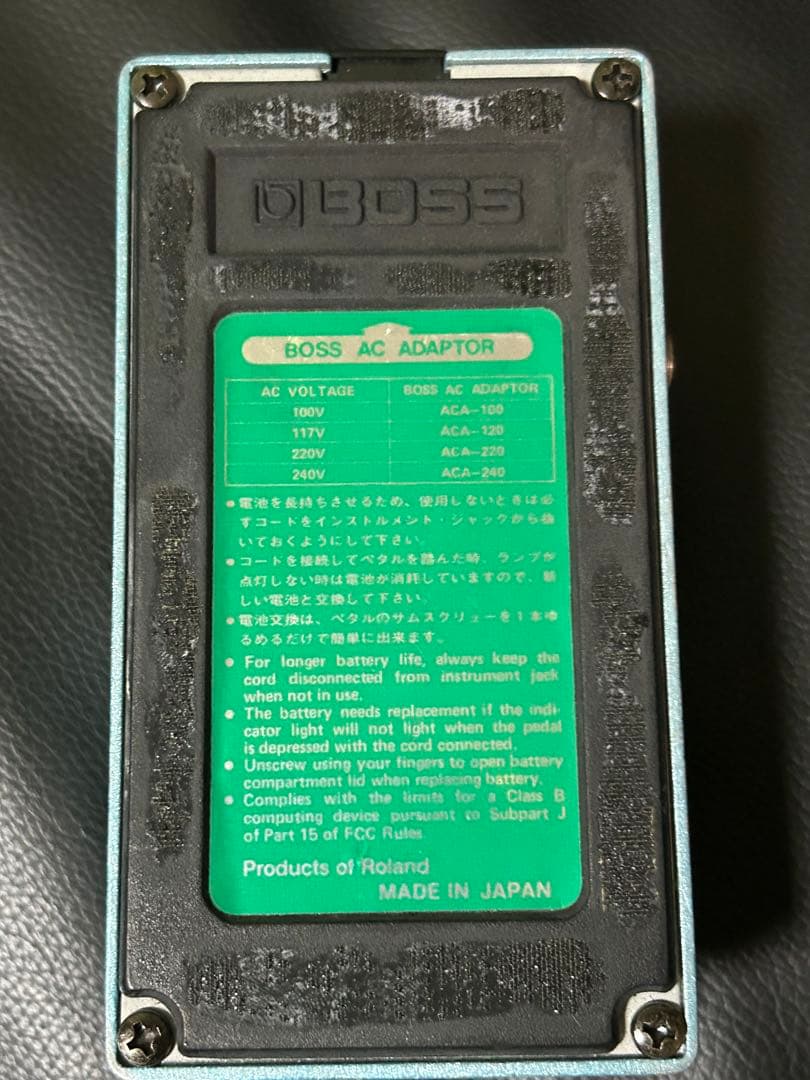 BOSS
BOSS AC ADAPTOR
AC VOLTAGE BOSS AC ADAPTOR
100V ACA-100
117V ACA-120
220V ACA-220
240V ACA-240
●電池を長持ちさせるため、使用しないときは必
ずコードをインストルメント・ジャックから抜
いておくようにして下さい。
●コードを接続してペダルを踏んだ時、ランプが
点灯しない時は電池が消耗していますので、新
しい電池と交換して下さい。
●電池交換は、ペダルのサムスクリューを1本ゆ
るめるだけで簡単に出来ます。
● For longer battery life, always keep the
cord disconnected from instrument jack
when not in use.
● The battery needs replacement if the indi-
cator light will not light when the pedal
is depressed with the cord connected.
● Unscrew using your fingers to open battery
compartment lid when replacing battery.
● Complies with the limits for a Class B
computing device pursuant to Subpart J
of Part 15 of FCC Rules
Products of Roland
MADE IN JAPAN